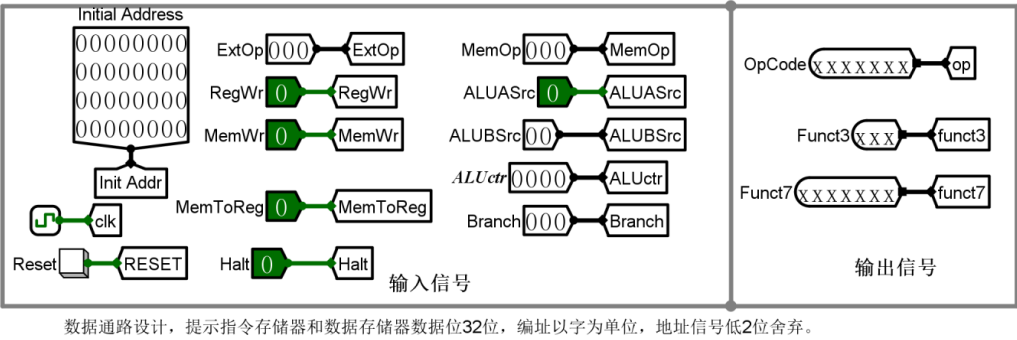 Initial Address
00000000
00000000
00000000
00000000
Init Addr
clk
Reset RESET
ExtOp 000 ExtOp
RegWr 0 RegWr
MemWr 0 MemWr
MemToReg 0 MemToReg
Halt 0 Halt
MemOp 000 MemOp
ALUASrc 0 ALUASrc
ALUBSrc 00 ALUBSrc
ALUctr 0000 ALUctr
Branch 000 Branch
输入信号
OpCode xxxxxxx op
Funct3 xxx funct3
Funct7 xxxxxxx funct7
输出信号
数据通路设计，提示指令存储器和数据存储器数据位32位，编址以字为单位，地址信号低2位舍弃。